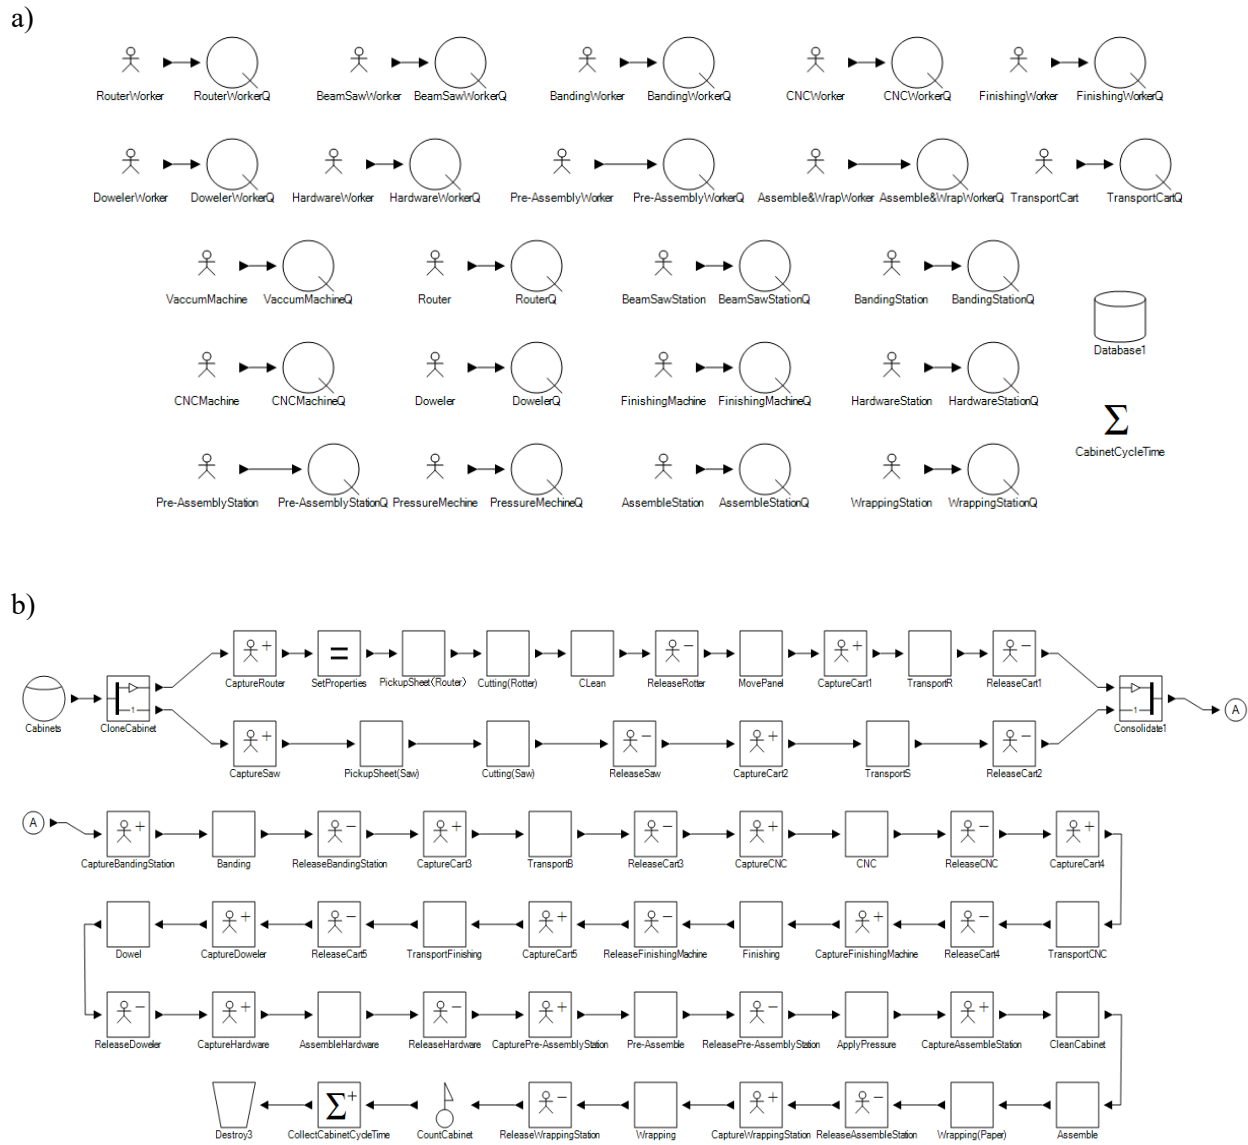 a)
RouterWorker RouterWorkerQ BeamSawWorker BeamSawWorkerQ BandingWorker BandingWorkerQ CNCWorker CNCWorkerQ FinishingWorker FinishingWorkerQ
DowelerWorker DowelerWorkerQ HardwareWorker HardwareWorkerQ Pre-AssemblyWorker Pre-AssemblyWorkerQ Assemble&WrapWorker Assemble&WrapWorkerQ TransportCart TransportCartQ
VaccumMachine VaccumMachineQ Router RouterQ BeamSawStation BeamSawStationQ BandingStation BandingStationQ
Database1
CNCMachine CNCMachineQ Doweler DowelerQ FinishingMachine FinishingMachineQ HardwareStation HardwareStationQ
Σ
CabinetCycleTime
Pre-AssemblyStation Pre-AssemblyStationQ PressureMechine PressureMechineQ AssembleStation AssembleStationQ WrappingStation WrappingStationQ
b)
+ = − + −
CaptureRouter SetProperties PickupSheet(Router) Cutting(Rotter) CLean ReleaseRotter MovePanel CaptureCart1 TransportR ReleaseCart1
1 1 A
Cabinets CloneCabinet Consolidate1
+ − + −
CaptureSaw PickupSheet(Saw) Cutting(Saw) ReleaseSaw CaptureCart2 TransportS ReleaseCart2
A + − + − + − +
CaptureBandingStation Banding ReleaseBandingStation CaptureCart3 TransportB ReleaseCart3 CaptureCNC CNC ReleaseCNC CaptureCart4
+ − + − + −
Dowel CaptureDoweler ReleaseCart5 TransportFinishing CaptureCart5 ReleaseFinishingMachine Finishing CaptureFinishingMachine ReleaseCart4 TransportCNC
− + − + − +
ReleaseDoweler CaptureHardware AssembleHardware ReleaseHardware CapturePre-AssemblyStation Pre-Assemble ReleasePre-AssemblyStation ApplyPressure CaptureAssembleStation CleanCabinet
Σ+ − + −
Destroy3 CollectCabinetCycleTime CountCabinet ReleaseWrappingStation Wrapping CaptureWrappingStation ReleaseAssembleStation Wrapping(Paper) Assemble